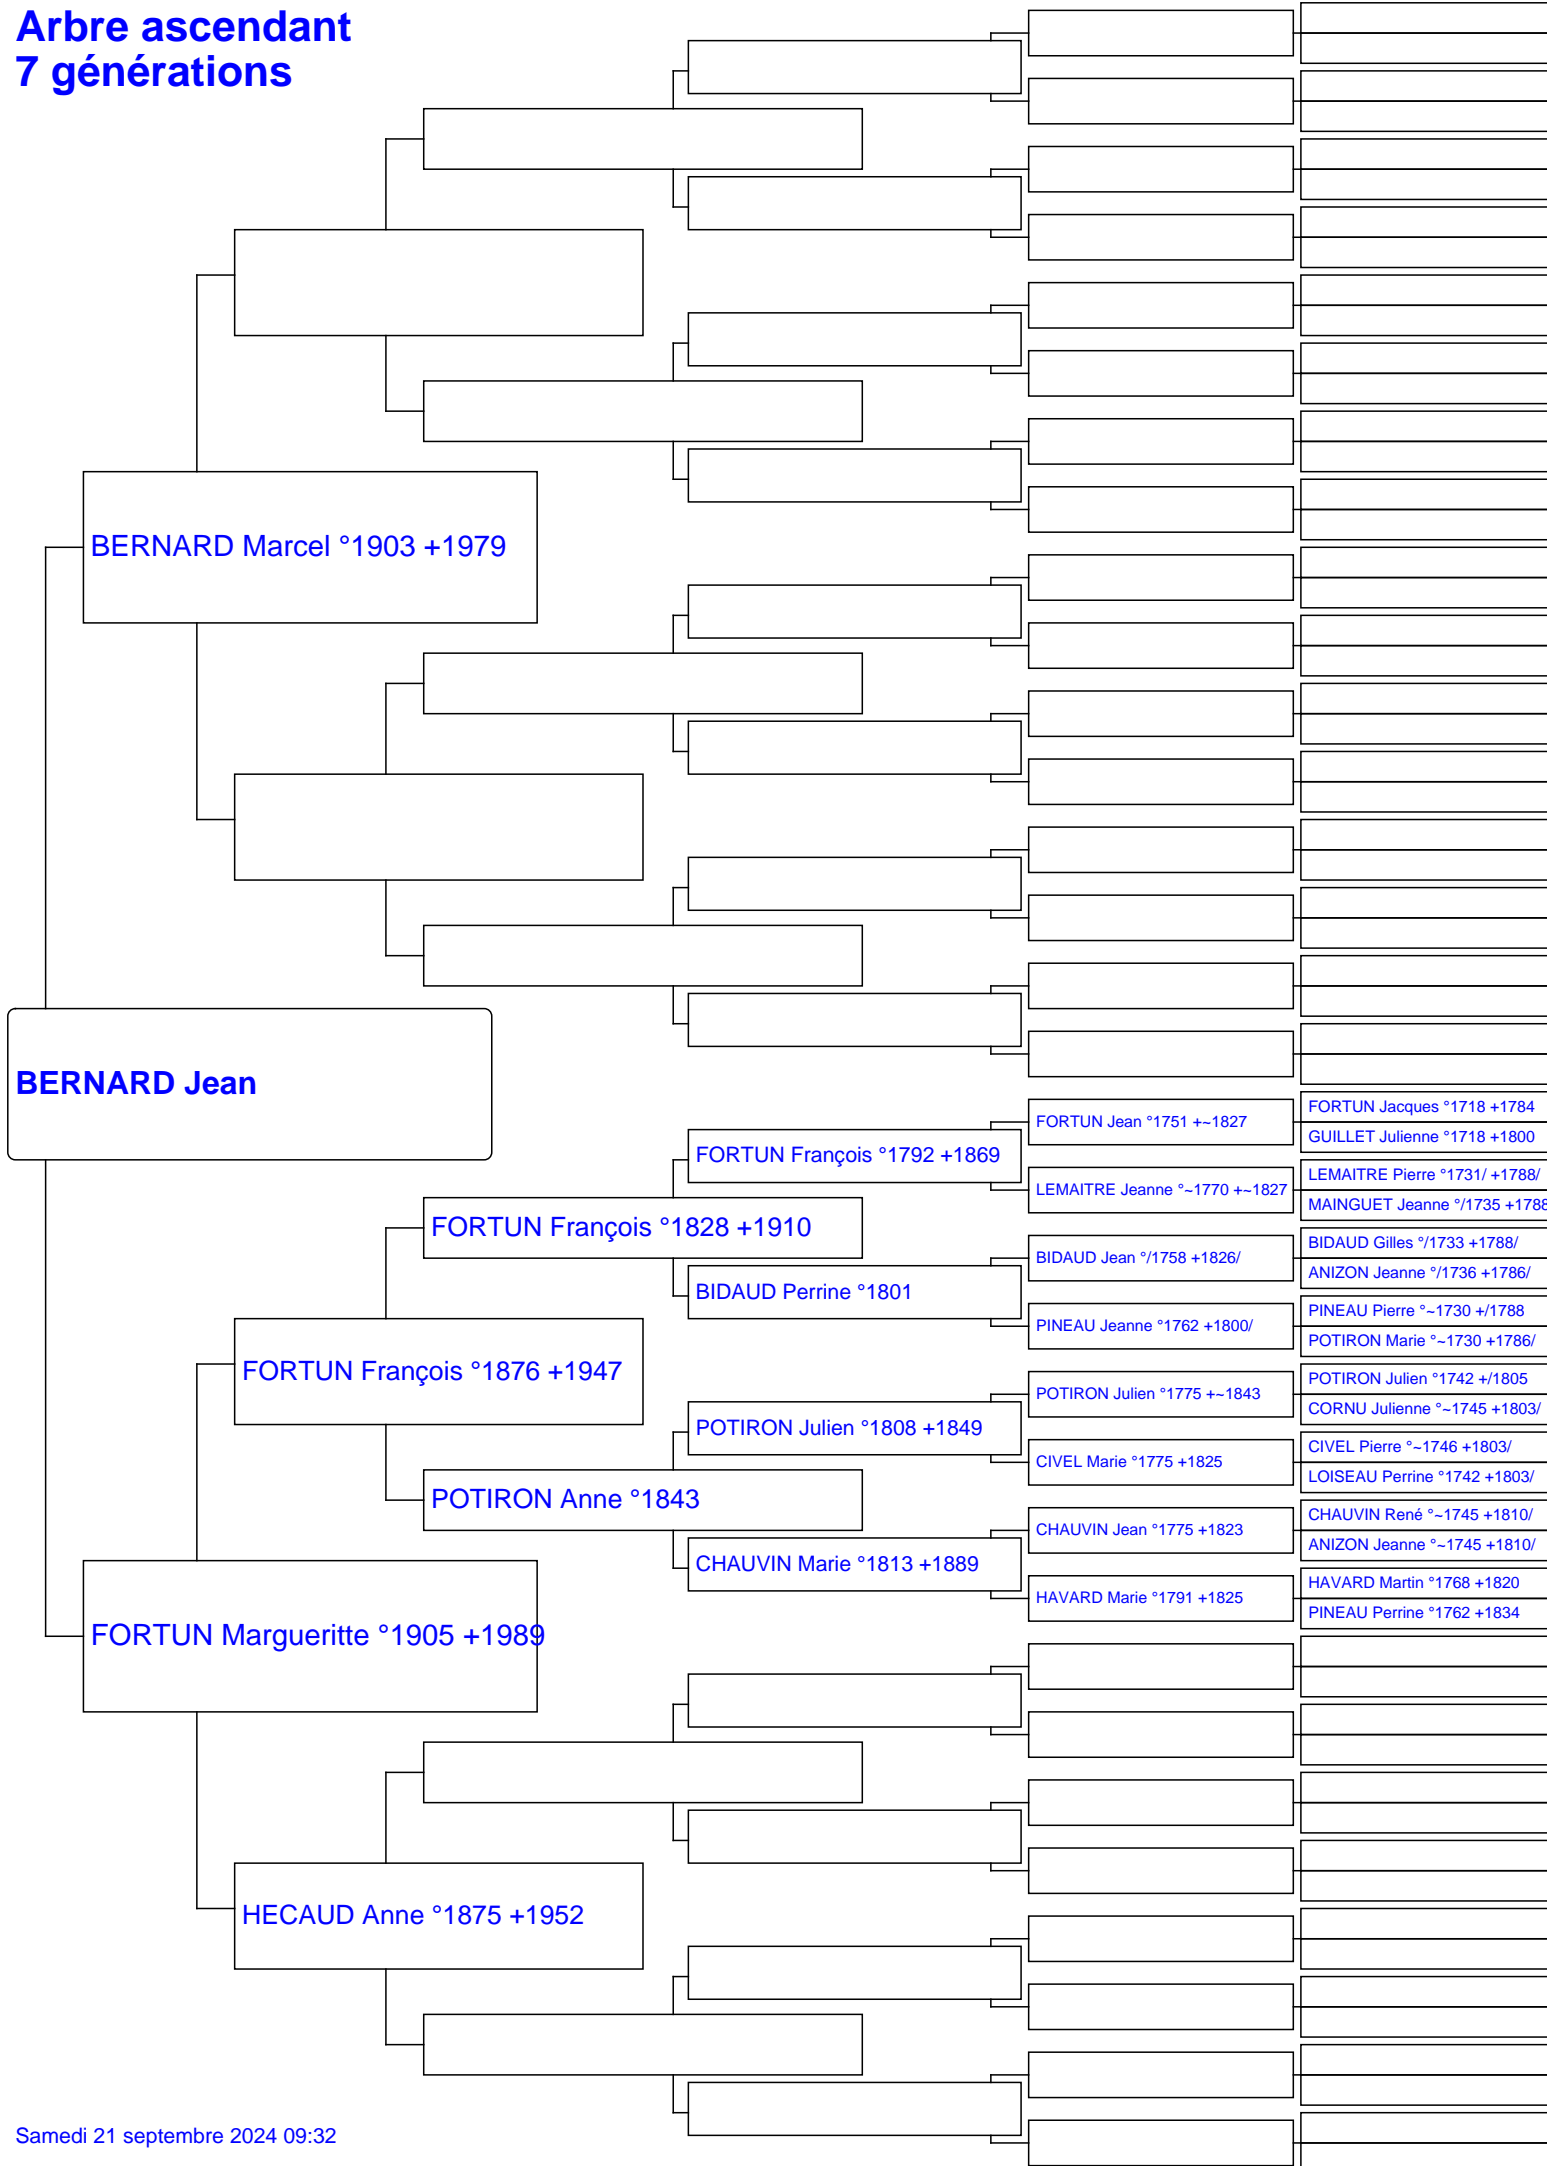 Arbre ascendant
7 générations
BERNARD Marcel °1903 +1979
BERNARD Jean
FORTUN Jacques °1718 +1784
FORTUN Jean °1751 +~1827
GUILLET Julienne °1718 +1800
FORTUN François °1792 +1869
LEMAITRE Pierre °1731/ +1788/
LEMAITRE Jeanne °~1770 +~1827
MAINGUET Jeanne °/1735 +1788
FORTUN François °1828 +1910
BIDAUD Gilles °/1733 +1788/
BIDAUD Jean °/1758 +1826/
ANIZON Jeanne °/1736 +1786/
BIDAUD Perrine °1801
PINEAU Pierre °~1730 +/1788
PINEAU Jeanne °1762 +1800/
POTIRON Marie °~1730 +1786/
FORTUN François °1876 +1947
POTIRON Julien °1742 +/1805
POTIRON Julien °1775 +~1843
CORNU Julienne °~1745 +1803/
POTIRON Julien °1808 +1849
CIVEL Pierre °~1746 +1803/
CIVEL Marie °1775 +1825
LOISEAU Perrine °1742 +1803/
POTIRON Anne °1843
CHAUVIN René °~1745 +1810/
CHAUVIN Jean °1775 +1823
ANIZON Jeanne °~1745 +1810/
CHAUVIN Marie °1813 +1889
HAVARD Martin °1768 +1820
HAVARD Marie °1791 +1825
PINEAU Perrine °1762 +1834
FORTUN Margueritte °1905 +1989
HECAUD Anne °1875 +1952
Samedi 21 septembre 2024 09:32